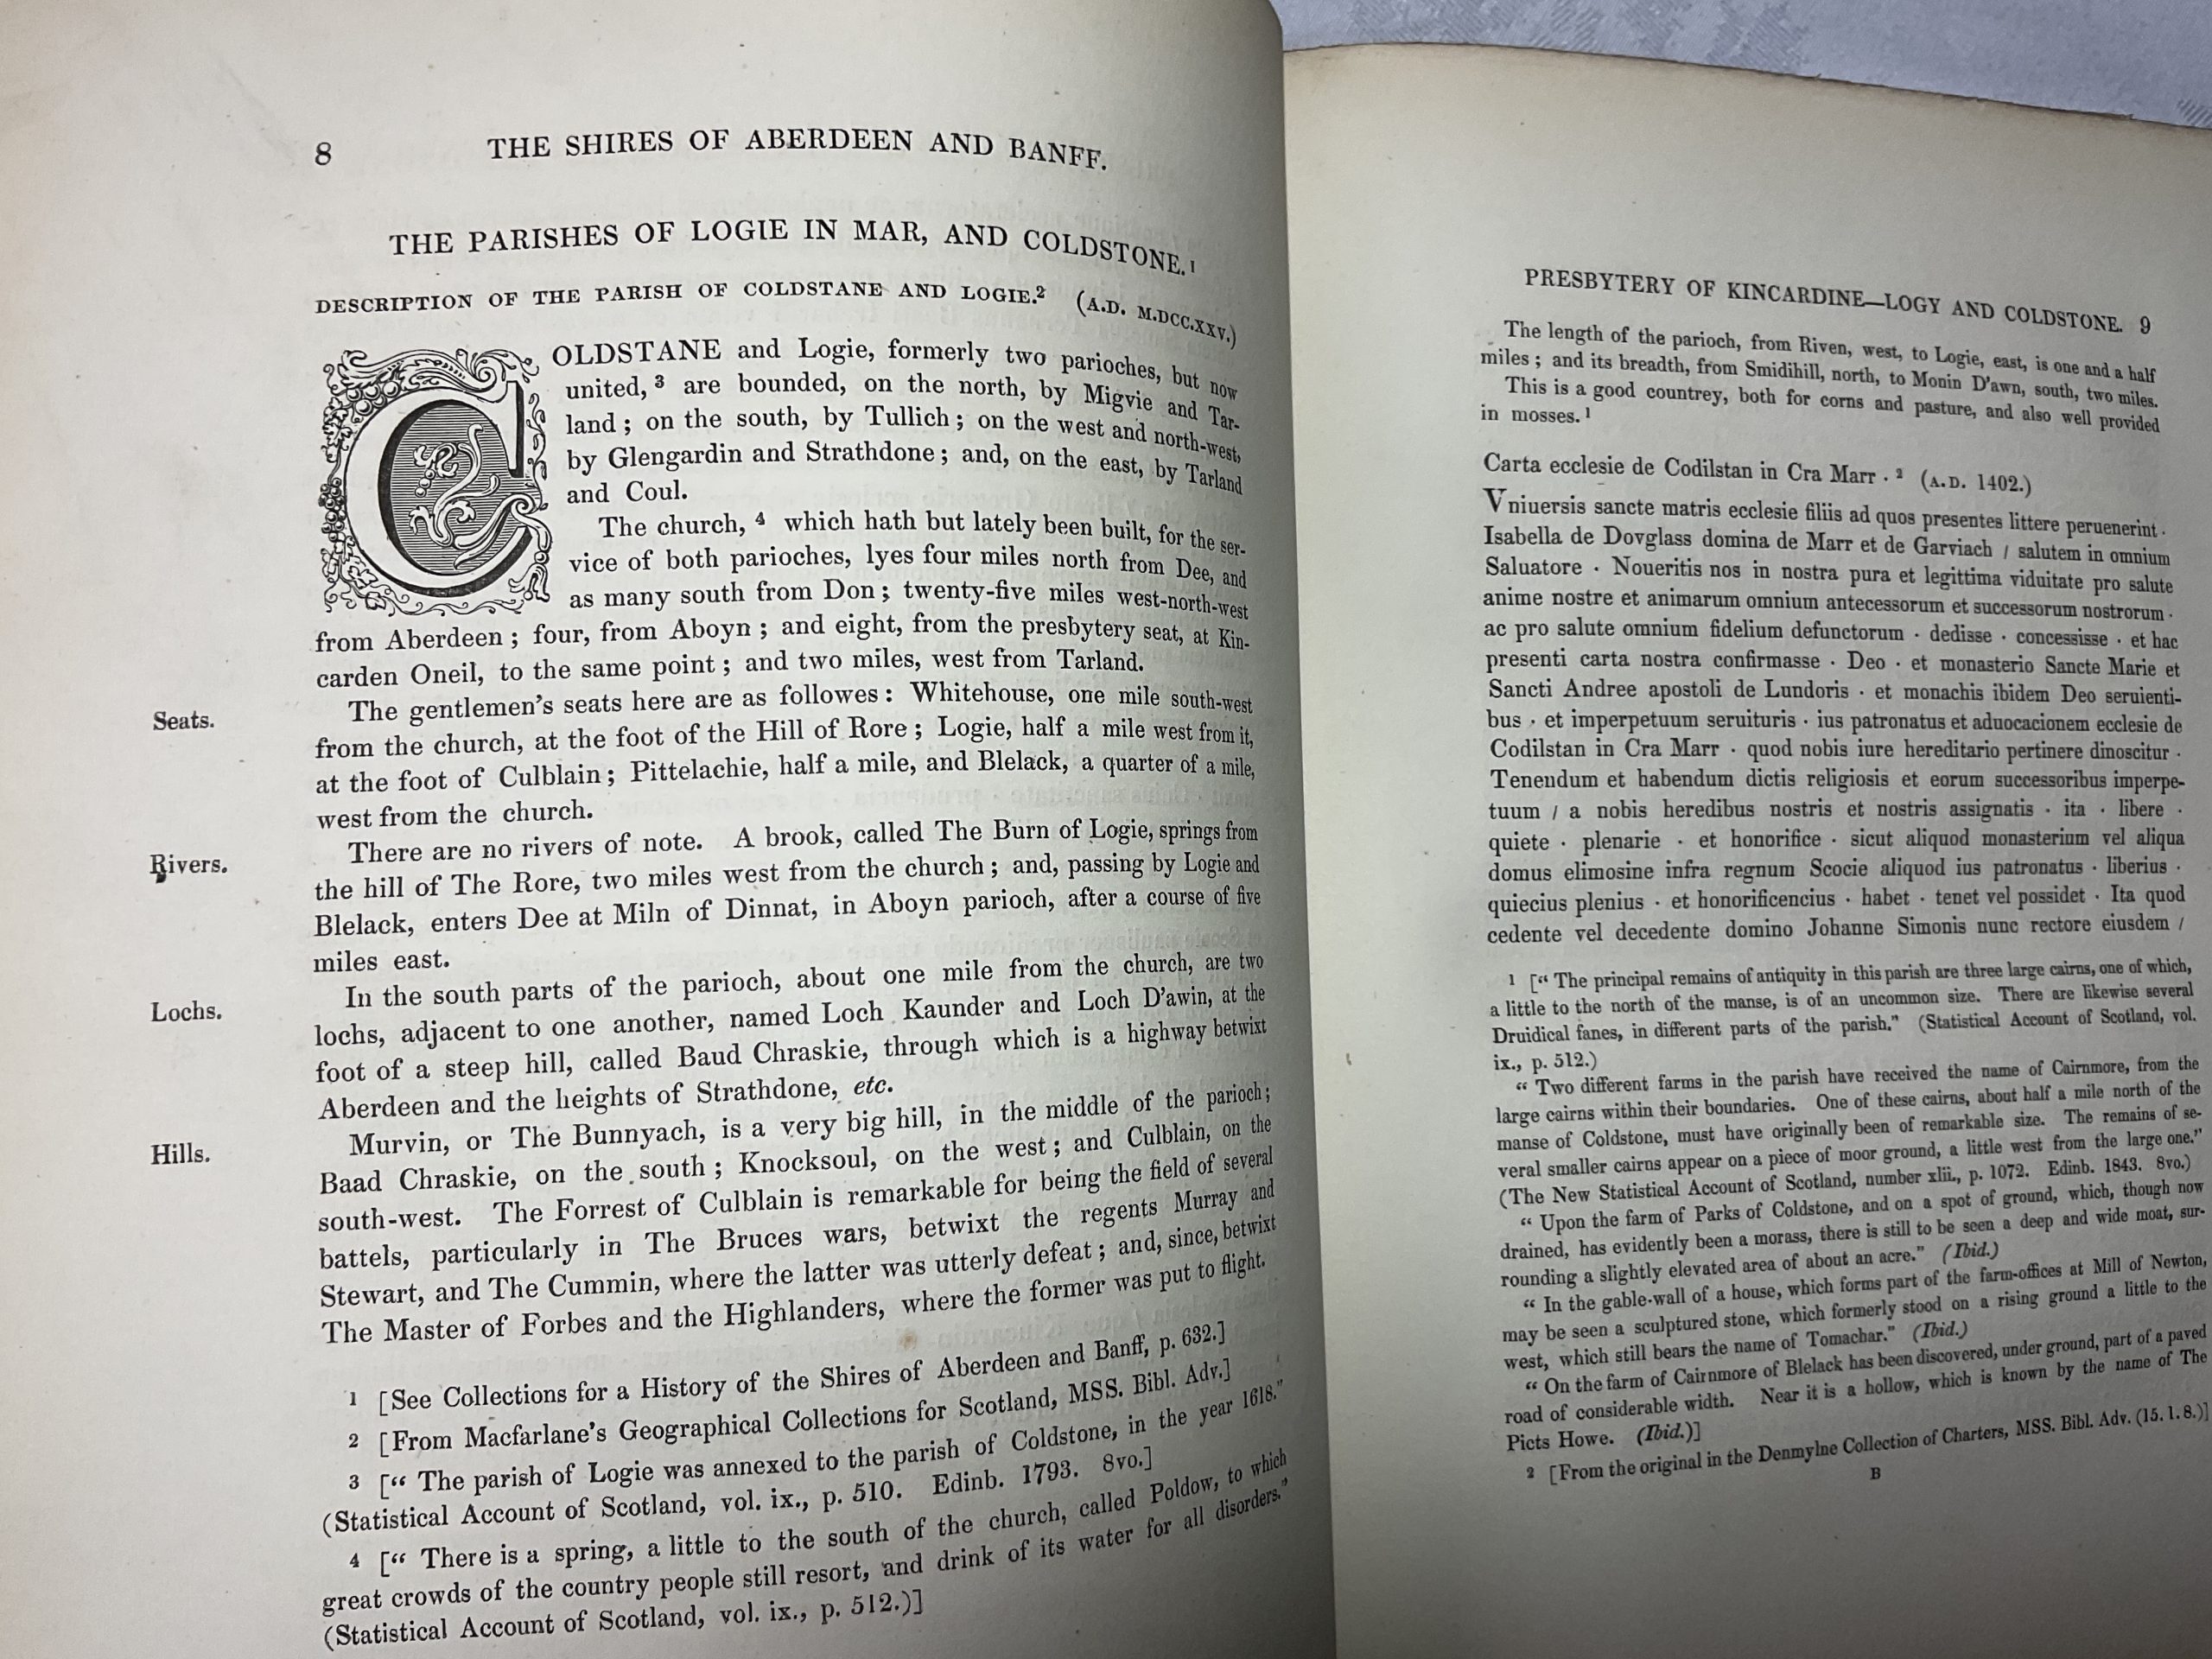 8 THE SHIRES OF ABERDEEN AND BANFF.
THE PARISHES OF LOGIE IN MAR, AND COLDSTONE.¹
DESCRIPTION OF THE PARISH OF COLDSTANE AND LOGIE.² (A.D. M.DCC.XXV.)
COLDSTANE and Logie, formerly two parioches, but now
united, ³ are bounded, on the north, by Migvie and Tar-
land ; on the south, by Tullich ; on the west and north-west,
by Glengardin and Strathdone ; and, on the east, by Tarland
and Coul.
The church, ⁴ which hath but lately been built, for the ser-
vice of both parioches, lyes four miles north from Dee, and
as many south from Don ; twenty-five miles west-north-west
from Aberdeen ; four, from Aboyn ; and eight, from the presbytery seat, at Kin-
carden Oneil, to the same point ; and two miles, west from Tarland.
Seats.
The gentlemen's seats here are as followes : Whitehouse, one mile south-west
from the church, at the foot of the Hill of Rore ; Logie, half a mile west from it,
at the foot of Culblain ; Pittelachie, half a mile, and Blelack, a quarter of a mile,
west from the church.
Rivers.
There are no rivers of note. A brook, called The Burn of Logie, springs from
the hill of The Rore, two miles west from the church ; and, passing by Logie and
Blelack, enters Dee at Miln of Dinnat, in Aboyn parioch, after a course of five
miles east.
Lochs.
In the south parts of the parioch, about one mile from the church, are two
lochs, adjacent to one another, named Loch Kaunder and Loch D'awin, at the
foot of a steep hill, called Baud Chraskie, through which is a highway betwixt
Aberdeen and the heights of Strathdone, etc.
Hills.
Murvin, or The Bunnyach, is a very big hill, in the middle of the parioch ;
Baad Chraskie, on the south ; Knocksoul, on the west ; and Culblain, on the
south-west. The Forrest of Culblain is remarkable for being the field of several
battels, particularly in The Bruces wars, betwixt the regents Murray and
Stewart, and The Cummin, where the latter was utterly defeat ; and, since, betwixt
The Master of Forbes and the Highlanders, where the former was put to flight.
1 [See Collections for a History of the Shires of Aberdeen and Banff, p. 632.]
2 [From Macfarlane's Geographical Collections for Scotland, MSS. Bibl. Adv.]
3 [" The parish of Logie was annexed to the parish of Coldstone, in the year 1618."
(Statistical Account of Scotland, vol. ix., p. 510. Edinb. 1793. 8vo.]
4 [" There is a spring, a little to the south of the church, called Poldow, to which
great crowds of the country people still resort, and drink of its water for all disorders."
(Statistical Account of Scotland, vol. ix., p. 512.)]
PRESBYTERY OF KINCARDINE—LOGY AND COLDSTONE. 9
The length of the parioch, from Riven, west, to Logie, east, is one and a half
miles ; and its breadth, from Smidihill, north, to Monin D'awn, south, two miles.
This is a good countrey, both for corns and pasture, and also well provided
in mosses.¹
Carta ecclesie de Codilstan in Cra Marr · ² (A.D. 1402.)
Vniuersis sancte matris ecclesie filiis ad quos presentes littere peruenerint ·
Isabella de Dovglass domina de Marr et de Garviach / salutem in omnium
Saluatore · Noueritis nos in nostra pura et legittima viduitate pro salute
anime nostre et animarum omnium antecessorum et successorum nostrorum ·
ac pro salute omnium fidelium defunctorum · dedisse · concessisse · et hac
presenti carta nostra confirmasse · Deo · et monasterio Sancte Marie et
Sancti Andree apostoli de Lundoris · et monachis ibidem Deo seruienti-
bus · et imperpetuum seruituris · ius patronatus et aduocacionem ecclesie de
Codilstan in Cra Marr · quod nobis iure hereditario pertinere dinoscitur ·
Tenendum et habendum dictis religiosis et eorum successoribus imperpe-
tuum / a nobis heredibus nostris et nostris assignatis · ita · libere ·
quiete · plenarie · et honorifice · sicut aliquod monasterium vel aliqua
domus elimosine infra regnum Scocie aliquod ius patronatus · liberius ·
quiecius plenius · et honorificencius · habet · tenet vel possidet · Ita quod
cedente vel decedente domino Johanne Simonis nunc rectore eiusdem /
1 [" The principal remains of antiquity in this parish are three large cairns, one of which,
a little to the north of the manse, is of an uncommon size. There are likewise several
Druidical fanes, in different parts of the parish." (Statistical Account of Scotland, vol.
ix., p. 512.)
" Two different farms in the parish have received the name of Cairnmore, from the
large cairns within their boundaries. One of these cairns, about half a mile north of the
manse of Coldstone, must have originally been of remarkable size. The remains of se-
veral smaller cairns appear on a piece of moor ground, a little west from the large one."
(The New Statistical Account of Scotland, number xlii., p. 1072. Edinb. 1843. 8vo.)
" Upon the farm of Parks of Coldstone, and on a spot of ground, which, though now
drained, has evidently been a morass, there is still to be seen a deep and wide moat, sur-
rounding a slightly elevated area of about an acre." (Ibid.)
" In the gable-wall of a house, which forms part of the farm-offices at Mill of Newton,
may be seen a sculptured stone, which formerly stood on a rising ground a little to the
west, which still bears the name of Tomachar." (Ibid.)
" On the farm of Cairnmore of Blelack has been discovered, under ground, part of a paved
road of considerable width. Near it is a hollow, which is known by the name of The
Picts Howe. (Ibid.)]
2 [From the original in the Denmylne Collection of Charters, MSS. Bibl. Adv. (15. 1. 8.)]
B